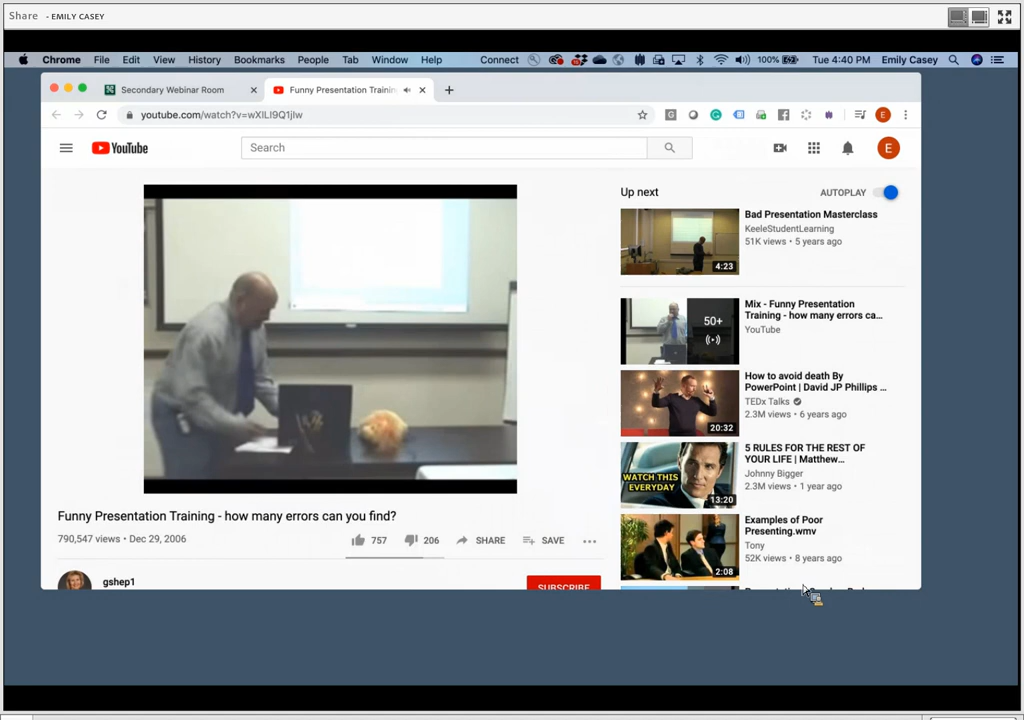 Share - EMILY CASEY
Chrome File Edit View History Bookmarks People Tab Window Help Connect 100% Tue 4:40 PM Emily Casey
Secondary Webinar Room
Funny Presentation Trainin
youtube.com/watch?v=wXILI9Q1jIw
E
YouTube
Search
E
Up next
AUTOPLAY
Bad Presentation Masterclass
KeeleStudentLearning
51K views • 5 years ago
4:23
Mix - Funny Presentation
Training - how many errors ca...
YouTube
50+
How to avoid death By
PowerPoint | David JP Phillips ...
TEDx Talks
2.3M views • 6 years ago
20:32
5 RULES FOR THE REST OF
YOUR LIFE | Matthew...
Johnny Bigger
2.3M views • 1 year ago
WATCH THIS
EVERYDAY
13:20
Examples of Poor
Presenting.wmv
Tony
52K views • 8 years ago
2:08
Funny Presentation Training - how many errors can you find?
790,547 views • Dec 29, 2006
757 206 SHARE SAVE ...
gshep1
SUBSCRIBE